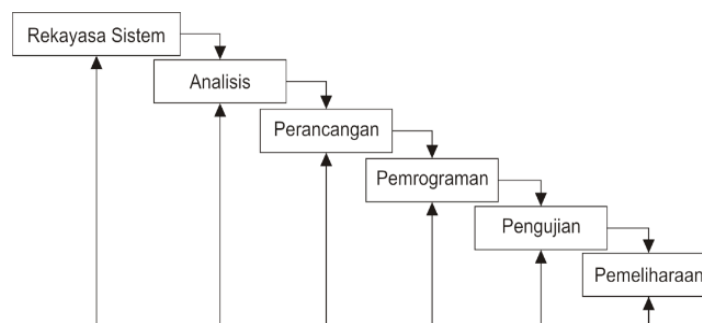 Rekayasa Sistem
Analisis
Perancangan
Pemrograman
Pengujian
Pemeliharaan